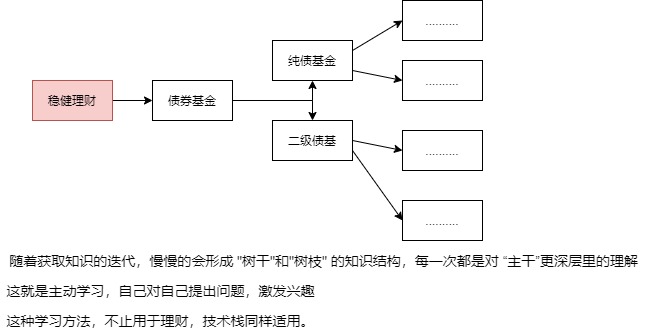 ..........
纯债基金
..........
稳健理财
债券基金
二级债基
..........
..........
随着获取知识的迭代，慢慢的会形成 "树干"和"树枝" 的知识结构，每一次都是对 “主干”更深层里的理解
这就是主动学习，自己对自己提出问题，激发兴趣
这种学习方法，不止用于理财，技术栈同样适用。